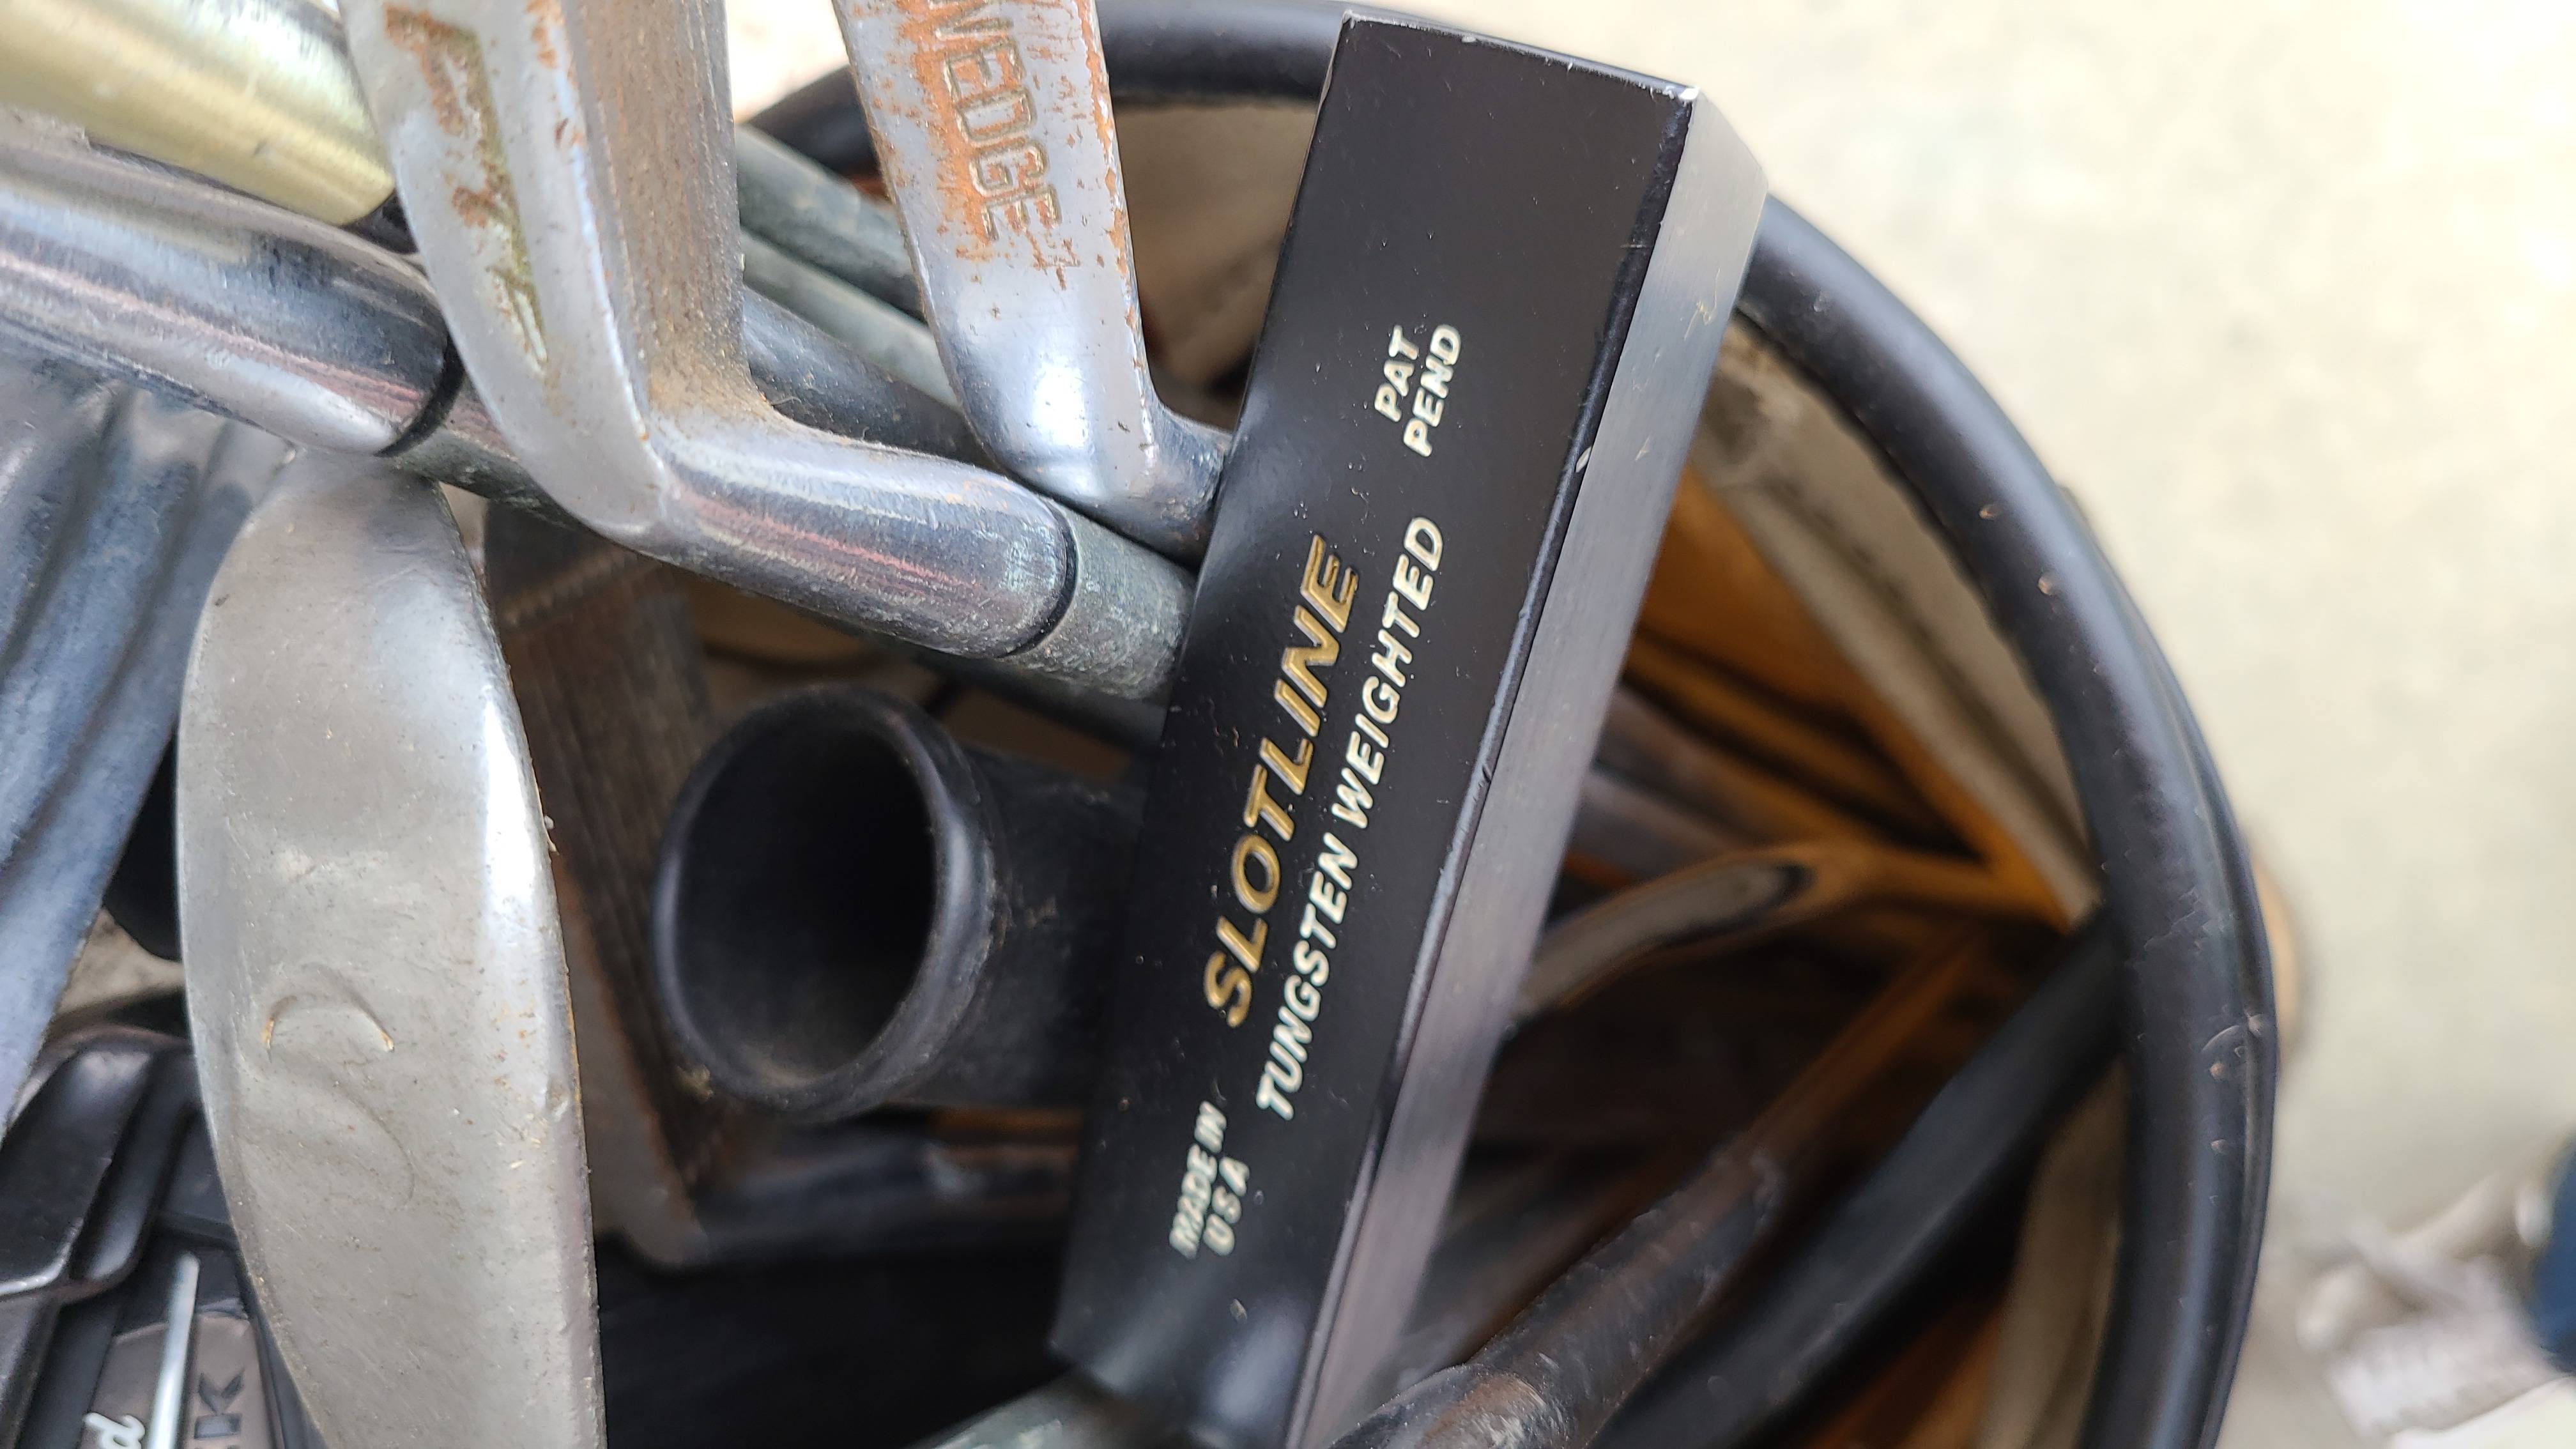 WEDGE
SLOTLINE
TUNGSTEN WEIGHTED
PAT
PEND
MADE IN
USA